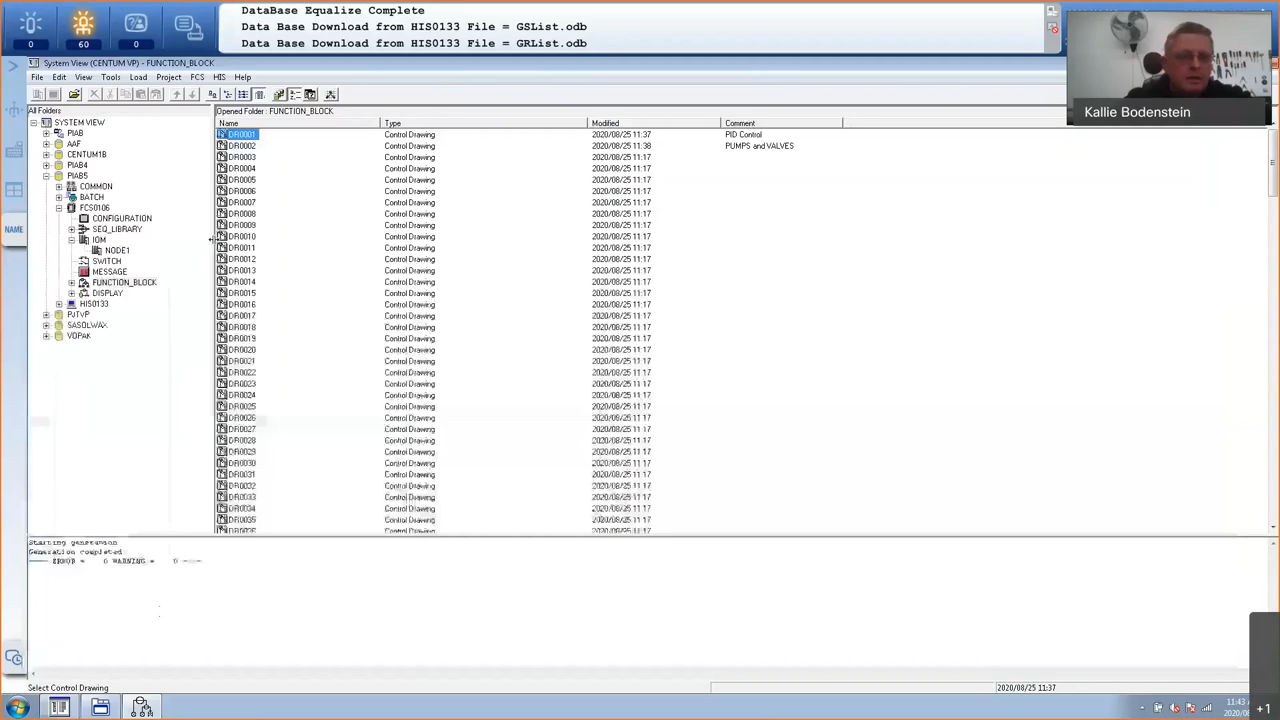 DataBase Equalize Complete
Data Base Download from HIS0133 File = GSList.odb
Data Base Download from HIS0133 File = GRList.odb
0
60
0
Kallie Bodenstein
System View (CENTUM VP) - FUNCTION_BLOCK
File Edit View Tools Load Project FCS HIS Help
All Folders
SYSTEM VIEW
PIAB
AAF
CENTUM1B
PIAB4
PIAB5
COMMON
BATCH
FCS0106
CONFIGURATION
SEQ_LIBRARY
IOM
NODE1
SWITCH
MESSAGE
FUNCTION_BLOCK
DISPLAY
HIS0133
PJTVP
SASOLWAX
VOPAK
NAME
Opened Folder : FUNCTION_BLOCK
Name Type Modified Comment
DR0001 Control Drawing 2020/08/25 11:37 PID Control
DR0002 Control Drawing 2020/08/25 11:38 PUMPS and VALVES
DR0003 Control Drawing 2020/08/25 11:17
DR0004 Control Drawing 2020/08/25 11:17
DR0005 Control Drawing 2020/08/25 11:17
DR0006 Control Drawing 2020/08/25 11:17
DR0007 Control Drawing 2020/08/25 11:17
DR0008 Control Drawing 2020/08/25 11:17
DR0009 Control Drawing 2020/08/25 11:17
DR0010 Control Drawing 2020/08/25 11:17
DR0011 Control Drawing 2020/08/25 11:17
DR0012 Control Drawing 2020/08/25 11:17
DR0013 Control Drawing 2020/08/25 11:17
DR0014 Control Drawing 2020/08/25 11:17
DR0015 Control Drawing 2020/08/25 11:17
DR0016 Control Drawing 2020/08/25 11:17
DR0017 Control Drawing 2020/08/25 11:17
DR0018 Control Drawing 2020/08/25 11:17
DR0019 Control Drawing 2020/08/25 11:17
DR0020 Control Drawing 2020/08/25 11:17
DR0021 Control Drawing 2020/08/25 11:17
DR0022 Control Drawing 2020/08/25 11:17
DR0023 Control Drawing 2020/08/25 11:17
DR0024 Control Drawing 2020/08/25 11:17
DR0025 Control Drawing 2020/08/25 11:17
DR0026 Control Drawing 2020/08/25 11:17
DR0027 Control Drawing 2020/08/25 11:17
DR0028 Control Drawing 2020/08/25 11:17
DR0029 Control Drawing 2020/08/25 11:17
DR0030 Control Drawing 2020/08/25 11:17
DR0031 Control Drawing 2020/08/25 11:17
DR0032 Control Drawing 2020/08/25 11:17
DR0033 Control Drawing 2020/08/25 11:17
DR0034 Control Drawing 2020/08/25 11:17
DR0035 Control Drawing 2020/08/25 11:17
Starting generation
Generation completed
---- ERROR = 0 WARNING = 0 ----
Select Control Drawing
2020/08/25 11:37
11:43
+1